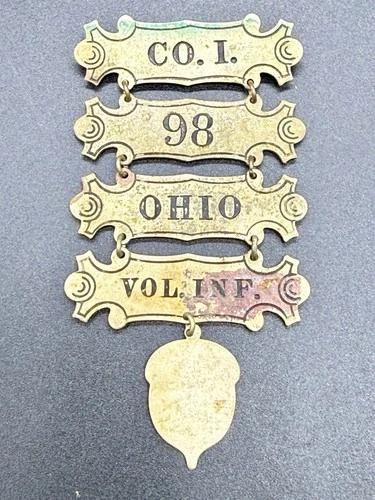 CO. I.
98
OHIO
VOL. INF.